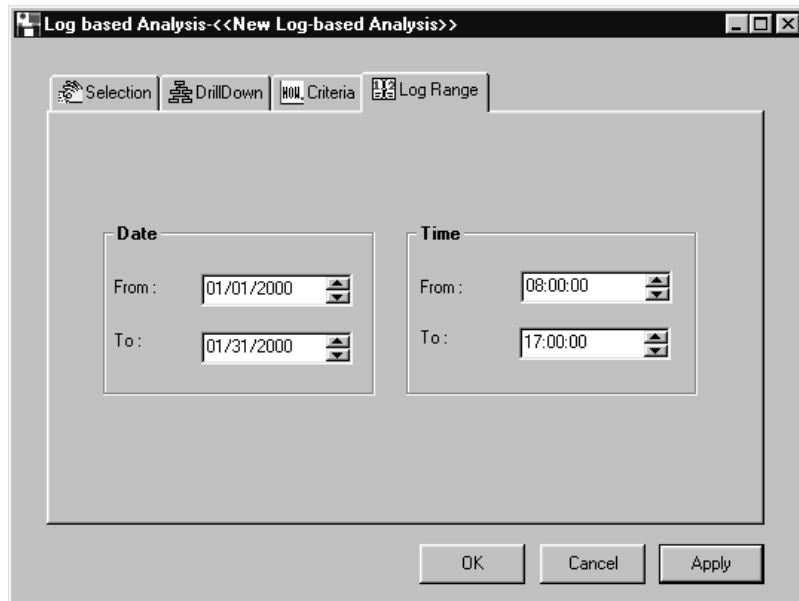 Log based Analysis-<<New Log-based Analysis>>
Selection DrillDown HOW. Criteria Log Range
Date
From :
01/01/2000
To :
01/31/2000
Time
From :
08:00:00
To :
17:00:00
OK Cancel Apply